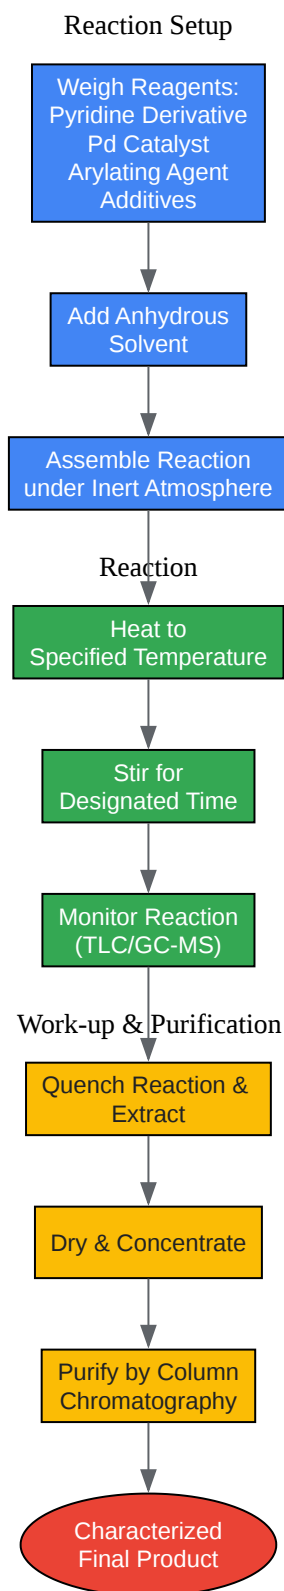 Reaction Setup
Weigh Reagents:
Pyridine Derivative
Pd Catalyst
Arylating Agent
Additives
Add Anhydrous
Solvent
Assemble Reaction
under Inert Atmosphere
Reaction
Heat to
Specified Temperature
Stir for
Designated Time
Monitor Reaction
(TLC/GC-MS)
Work-up & Purification
Quench Reaction &
Extract
Dry & Concentrate
Purify by Column
Chromatography
Characterized
Final Product